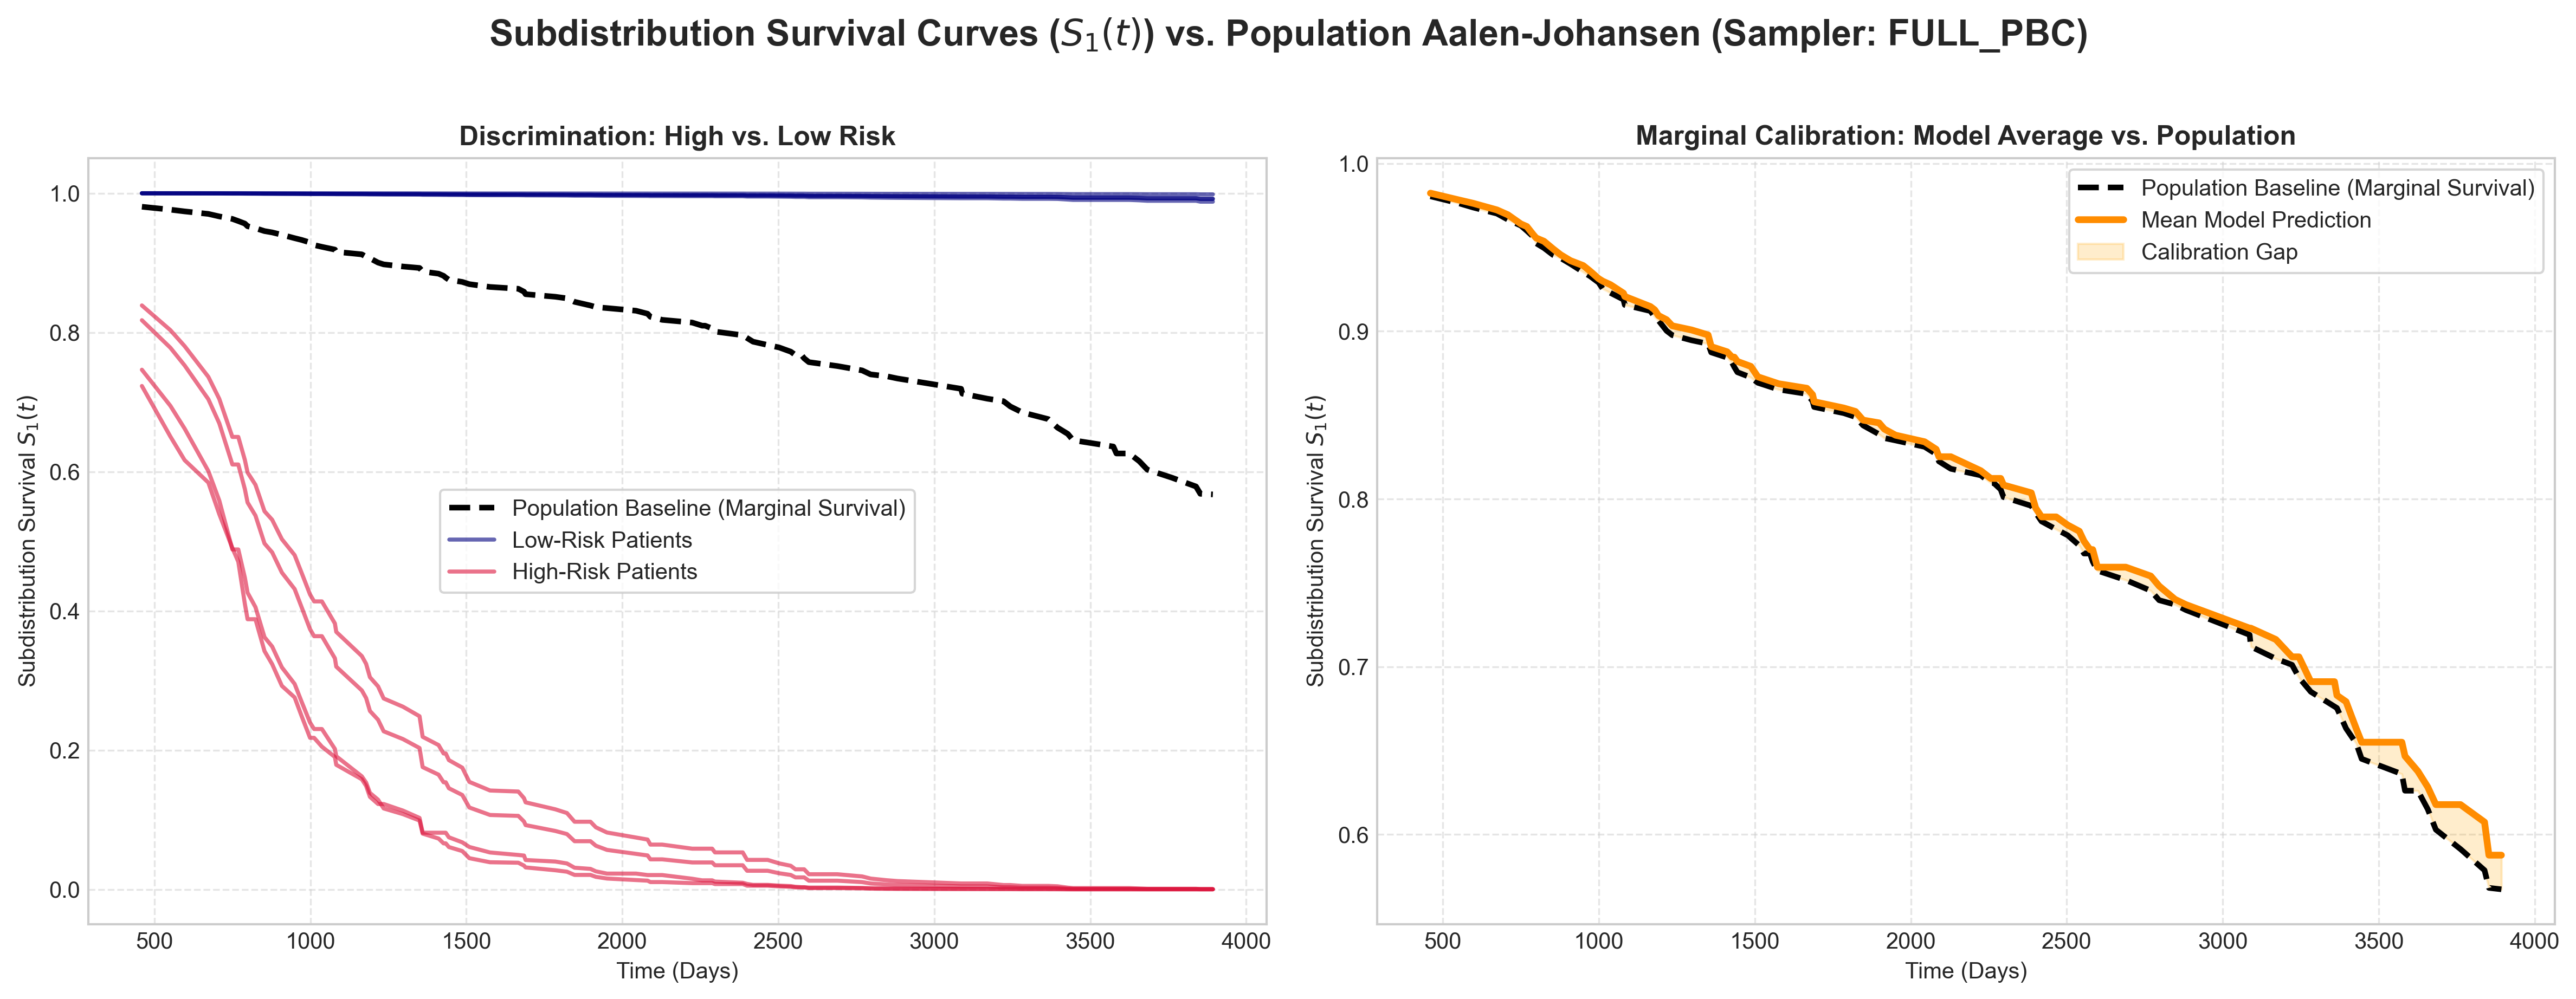 Subdistribution Survival Curves (S₁(t)) vs. Population Aalen-Johansen (Sampler: FULL_PBC)
Discrimination: High vs. Low Risk
Subdistribution Survival S₁(t)
1.0
0.8
0.6
0.4
0.2
0.0
Population Baseline (Marginal Survival)
Low-Risk Patients
High-Risk Patients
500 1000 1500 2000 2500 3000 3500 4000
Time (Days)
Marginal Calibration: Model Average vs. Population
Subdistribution Survival S₁(t)
1.0
0.9
0.8
0.7
0.6
Population Baseline (Marginal Survival)
Mean Model Prediction
Calibration Gap
500 1000 1500 2000 2500 3000 3500 4000
Time (Days)